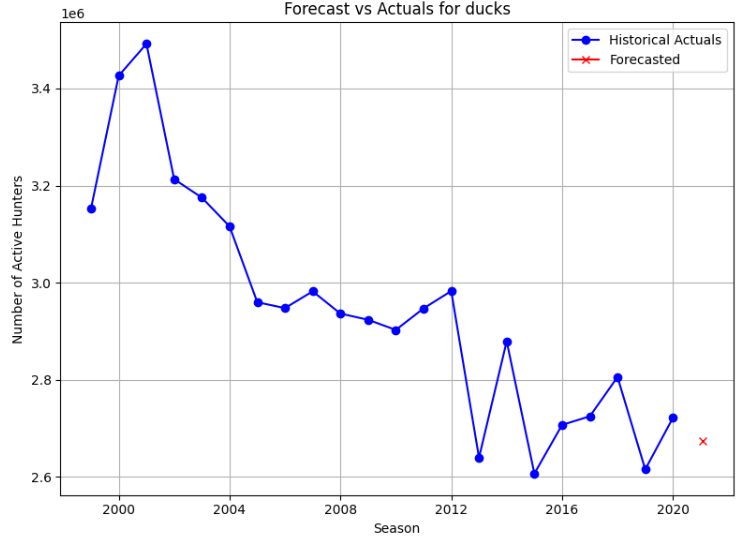 Forecast vs Actuals for ducks
1e6
Historical Actuals
Forecasted
3.4
3.2
3.0
2.8
2.6
Number of Active Hunters
2000
2004
2008
2012
2016
2020
Season